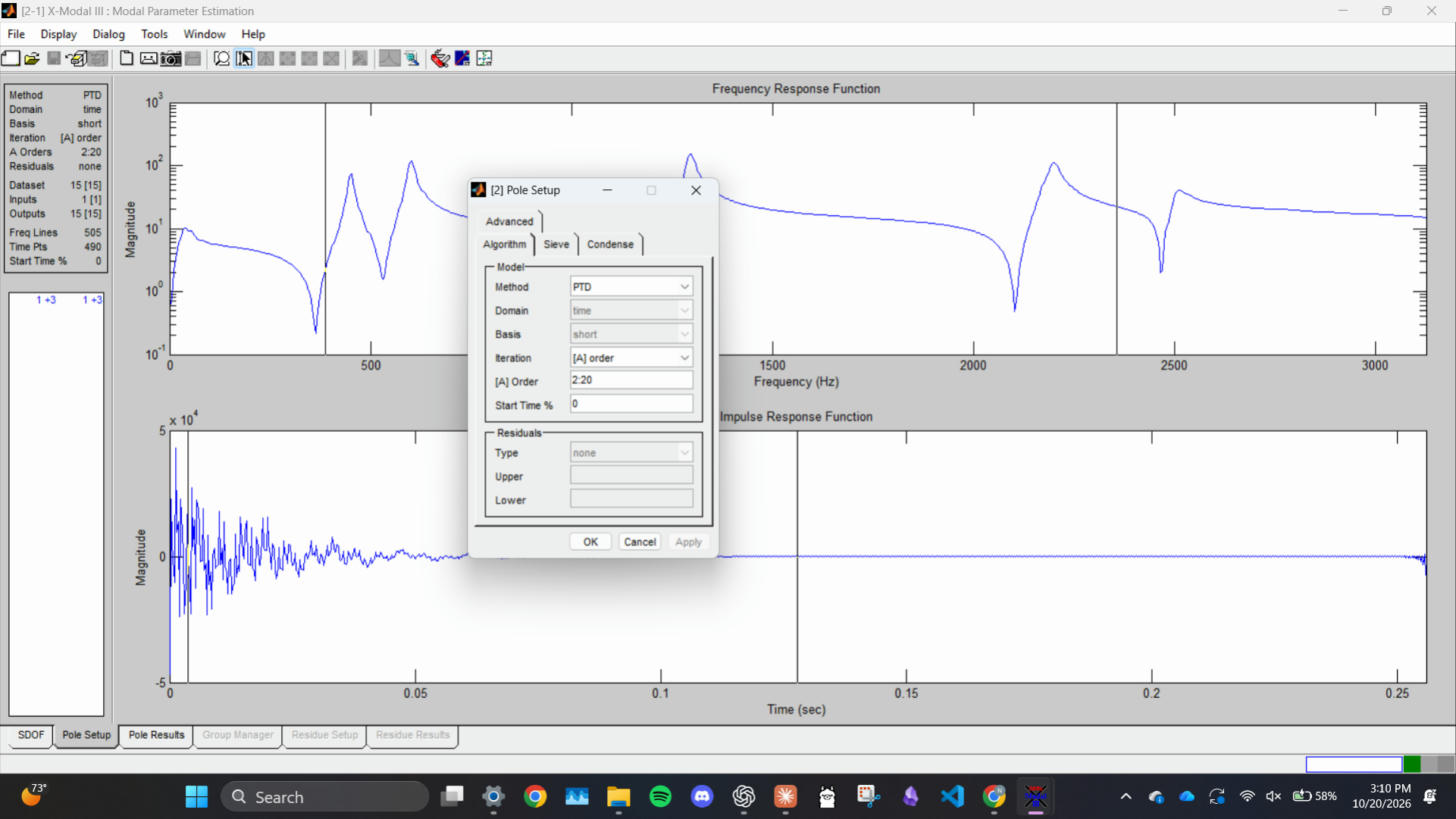 [2-1] X-Modal III : Modal Parameter Estimation
File Display Dialog Tools Window Help
Method PTD
Domain time
Basis short
Iteration [A] order
A Orders 2:20
Residuals none
Dataset 15 [15]
Inputs 1 [1]
Outputs 15 [15]
Freq Lines 505
Time Pts 490
Start Time % 0
1 +3 1 +3
Frequency Response Function
10^3
10^2
10^1
10^0
10^-1
Magnitude
0 500 1500 2000 2500 3000
Frequency (Hz)
[2] Pole Setup
Advanced
Algorithm Sieve Condense
Model
Method PTD
Domain time
Basis short
Iteration [A] order
[A] Order 2:20
Start Time % 0
Residuals
Type none
Upper
Lower
OK Cancel Apply
Impulse Response Function
x 10^4
5
0
-5
Magnitude
0 0.05 0.1 0.15 0.2 0.25
Time (sec)
SDOF Pole Setup Pole Results Group Manager Residue Setup Residue Results
73°
Search
58%
3:10 PM
10/20/2026